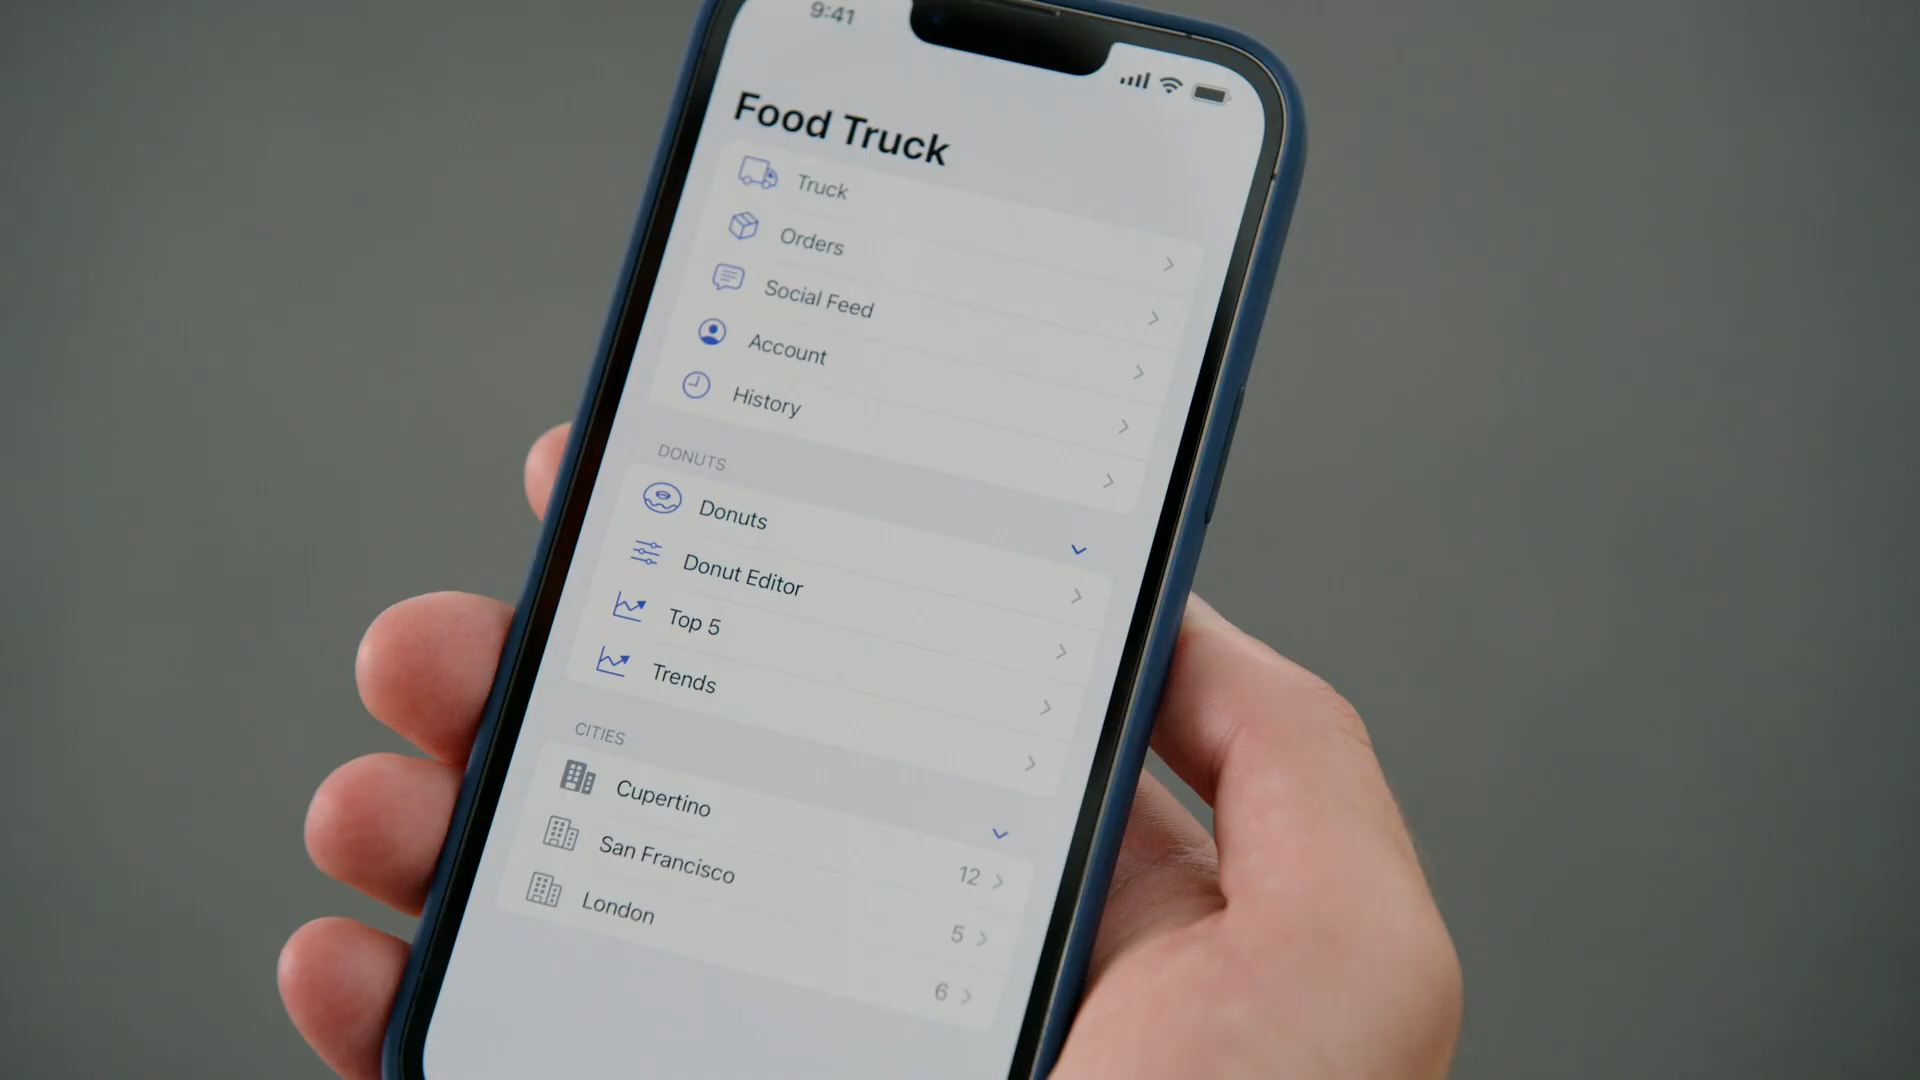 9:41
Food Truck
Truck
Orders
Social Feed
Account
History
DONUTS
Donuts
Donut Editor
Top 5
Trends
CITIES
Cupertino 12
San Francisco 5
London 6